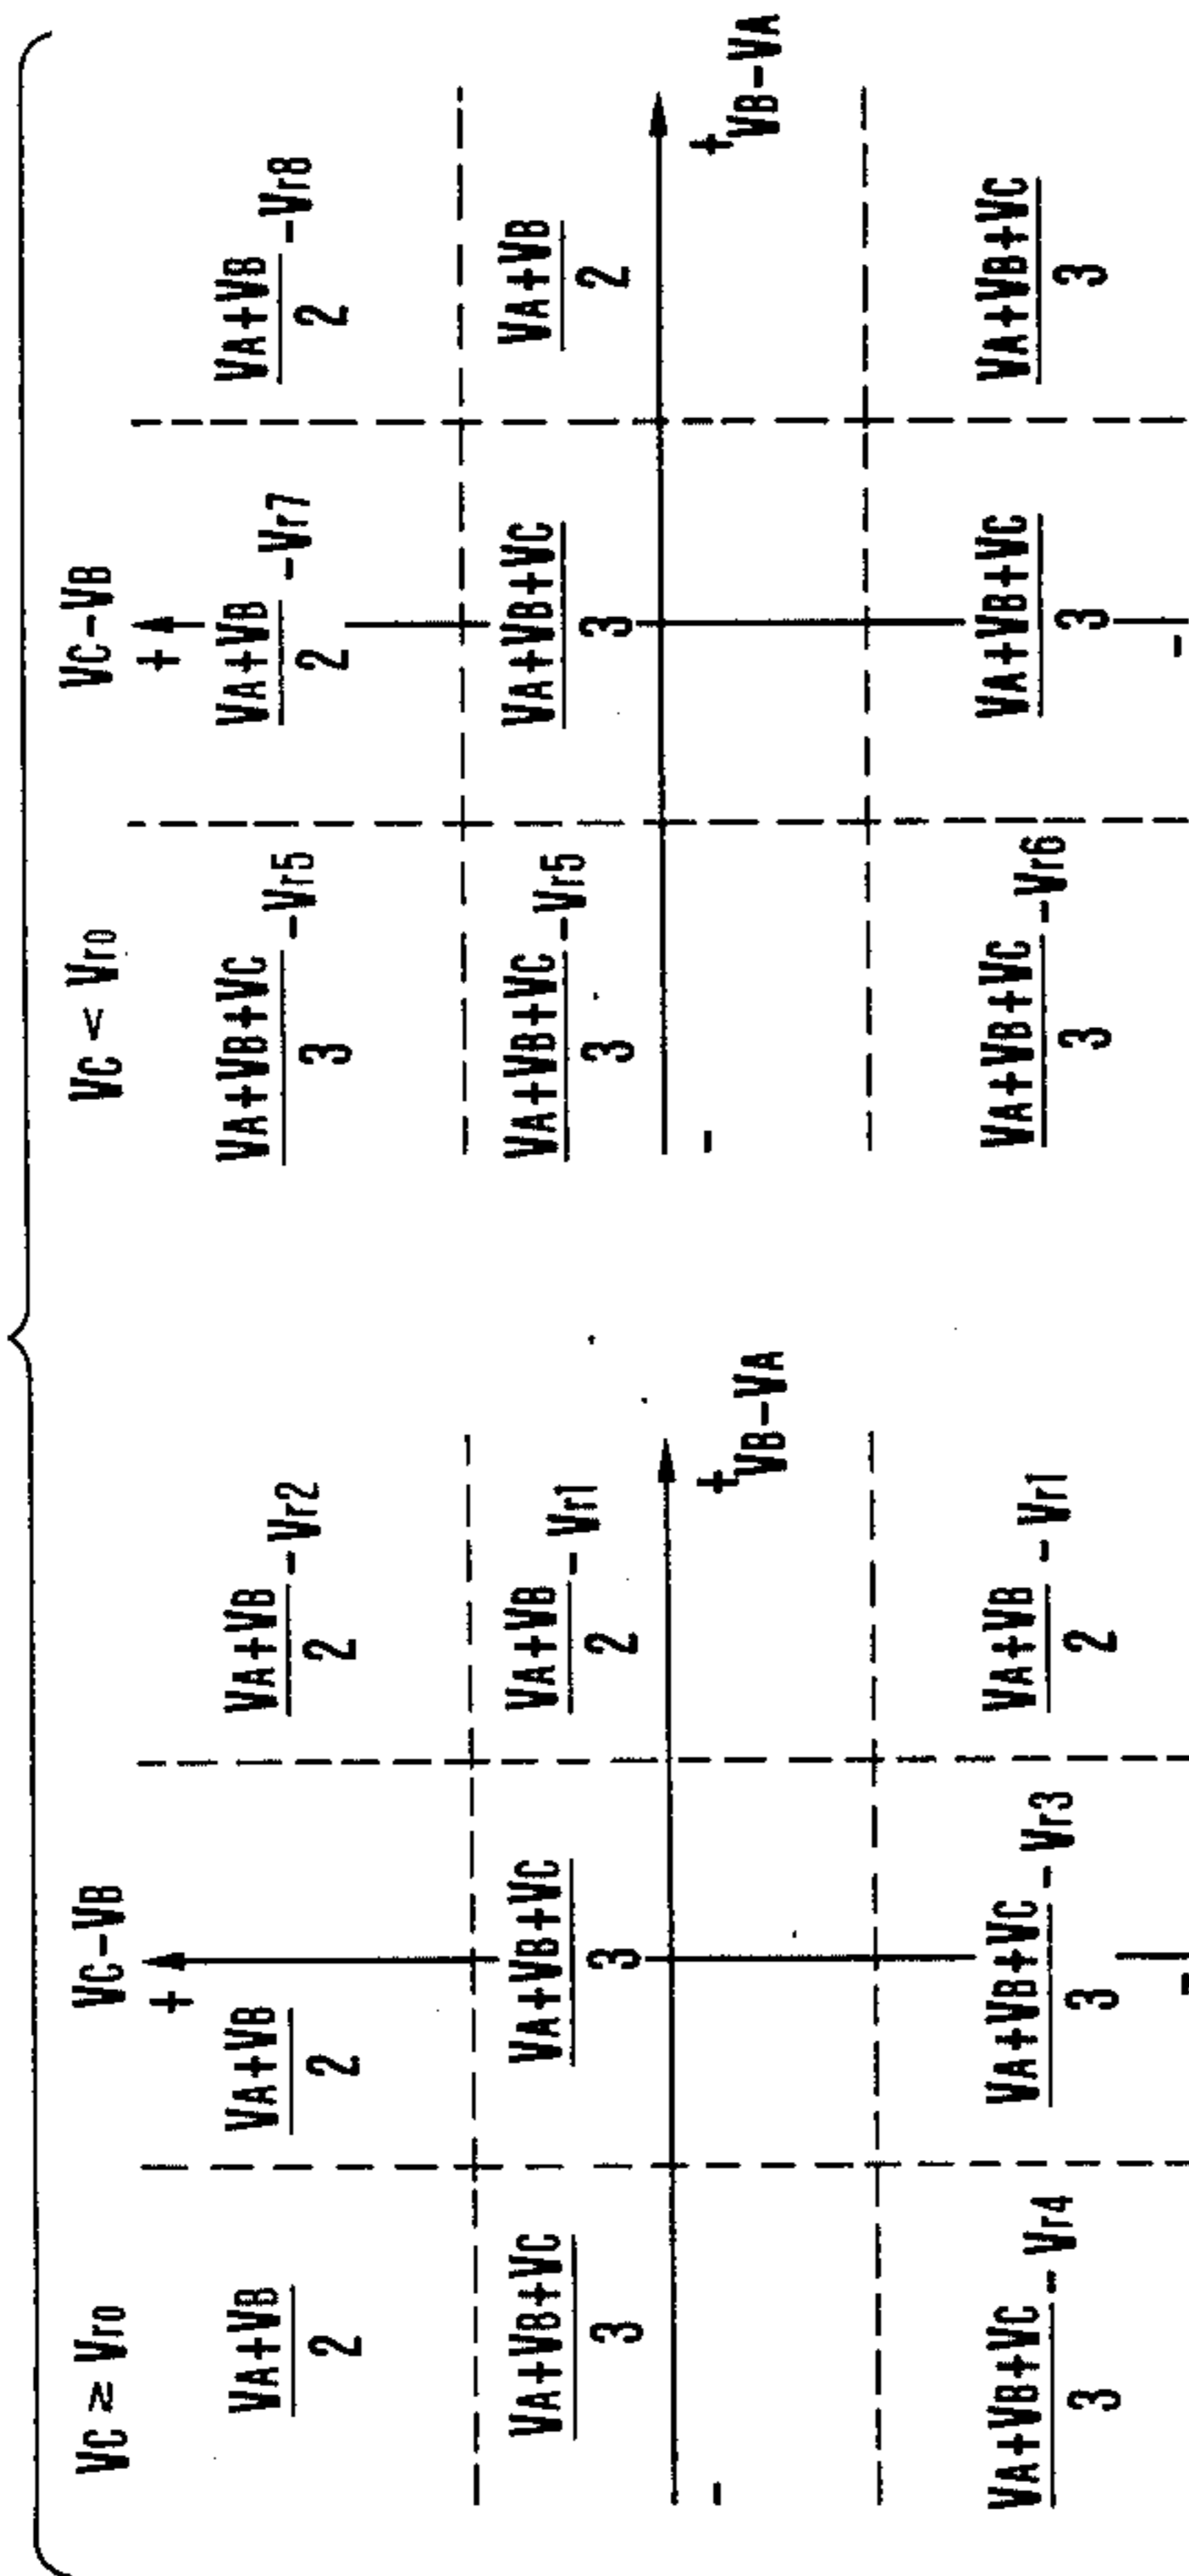 VC ≥ Vr0
VC-VB
+
VA+VB
2
VA+VB
2
VA+VB
2
-Vr2
VA+VB+VC
3
VA+VB+VC
3
VA+VB
2
-Vr1
-
+
VB-VA
VA+VB+VC
3
-Vr4
VA+VB+VC
3
-Vr3
VA+VB
2
-Vr1
-
VC < Vr0
VC-VB
+
VA+VB+VC
3
-Vr5
VA+VB
2
-Vr7
VA+VB
2
-Vr8
VA+VB+VC
3
-Vr5
VA+VB+VC
3
VA+VB
2
-
+
VB-VA
VA+VB+VC
3
-Vr6
VA+VB+VC
3
VA+VB+VC
3
-